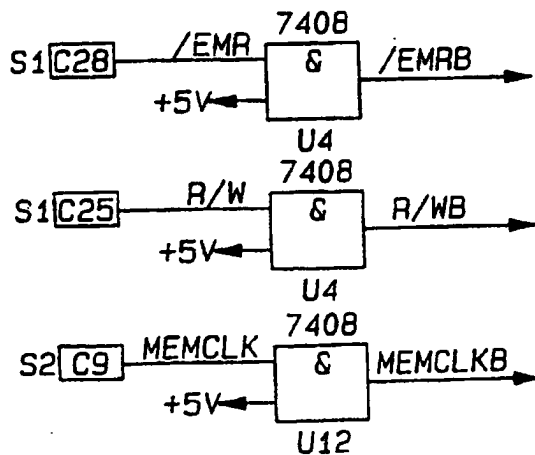 7408
S1 C28 /EMR & /EMRB
+5V
U4
7408
S1 C25 R/W & R/WB
+5V
U4
7408
S2 C9 MEMCLK & MEMCLKB
+5V
U12